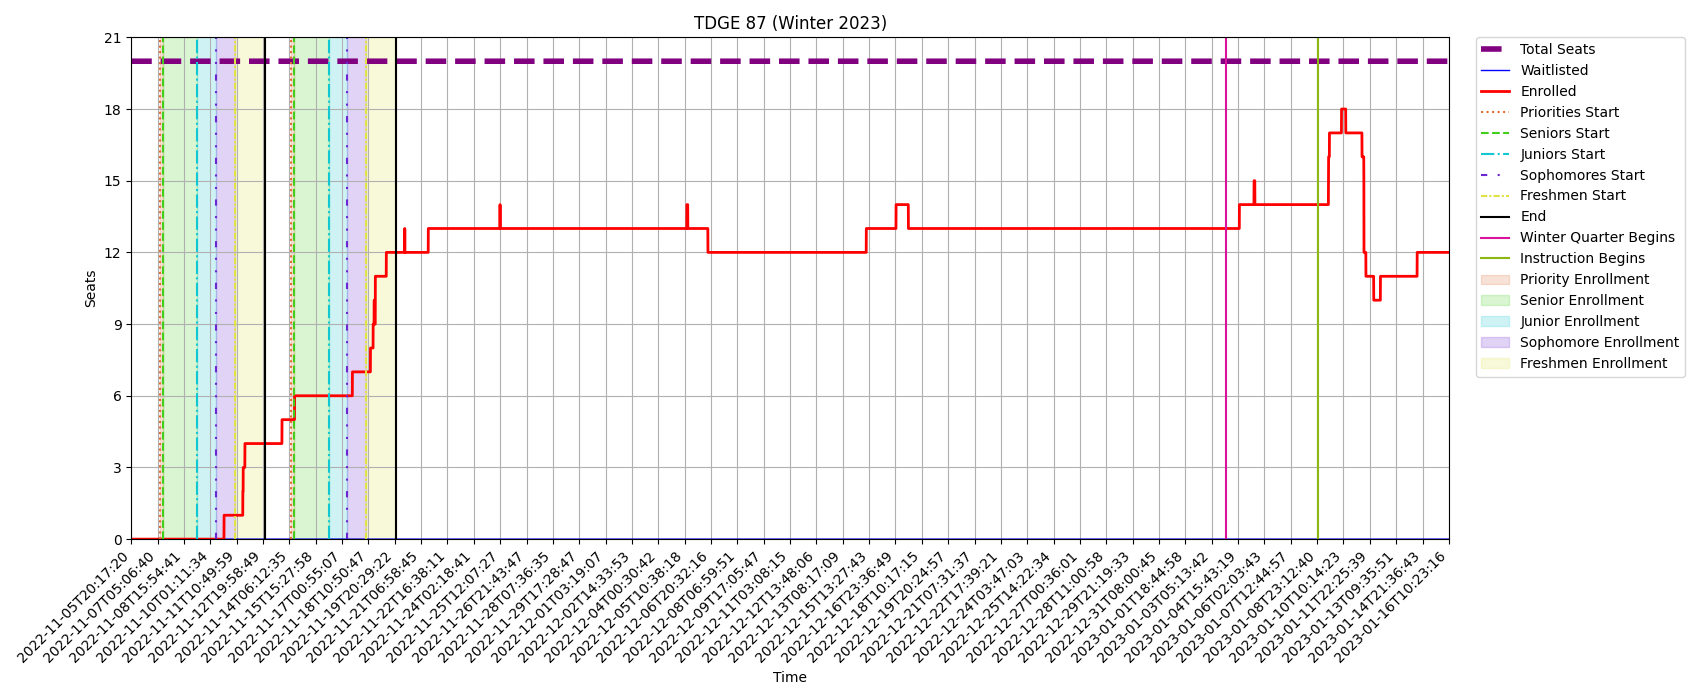 TDGE 87 (Winter 2023)
21
18
15
12
9
6
3
0
Seats
2022-11-05T20:17:20
2022-11-07T05:06:40
2022-11-08T15:54:41
2022-11-10T01:11:34
2022-11-11T10:49:59
2022-11-12T19:58:49
2022-11-14T06:12:35
2022-11-15T15:27:58
2022-11-17T00:55:07
2022-11-18T10:50:47
2022-11-19T20:29:22
2022-11-21T06:58:45
2022-11-22T16:38:11
2022-11-24T02:18:41
2022-11-25T12:07:27
2022-11-26T21:43:47
2022-11-28T07:36:35
2022-11-29T17:28:47
2022-12-01T03:19:07
2022-12-02T14:33:53
2022-12-04T00:30:42
2022-12-05T10:38:18
2022-12-06T20:32:16
2022-12-08T06:59:51
2022-12-09T17:05:47
2022-12-11T03:08:15
2022-12-12T13:48:06
2022-12-13T08:17:09
2022-12-15T13:27:43
2022-12-16T23:36:49
2022-12-18T10:17:15
2022-12-19T20:24:57
2022-12-21T07:31:37
2022-12-22T17:39:21
2022-12-24T03:47:03
2022-12-25T14:22:34
2022-12-27T00:36:01
2022-12-28T11:00:58
2022-12-29T21:19:33
2022-12-31T08:00:45
2023-01-01T18:44:58
2023-01-03T05:13:42
2023-01-04T15:43:19
2023-01-06T02:03:43
2023-01-07T12:44:57
2023-01-08T23:12:40
2023-01-10T10:14:23
2023-01-11T22:25:39
2023-01-13T09:35:51
2023-01-14T21:36:43
2023-01-16T10:23:16
Time
Total Seats
Waitlisted
Enrolled
Priorities Start
Seniors Start
Juniors Start
Sophomores Start
Freshmen Start
End
Winter Quarter Begins
Instruction Begins
Priority Enrollment
Senior Enrollment
Junior Enrollment
Sophomore Enrollment
Freshmen Enrollment